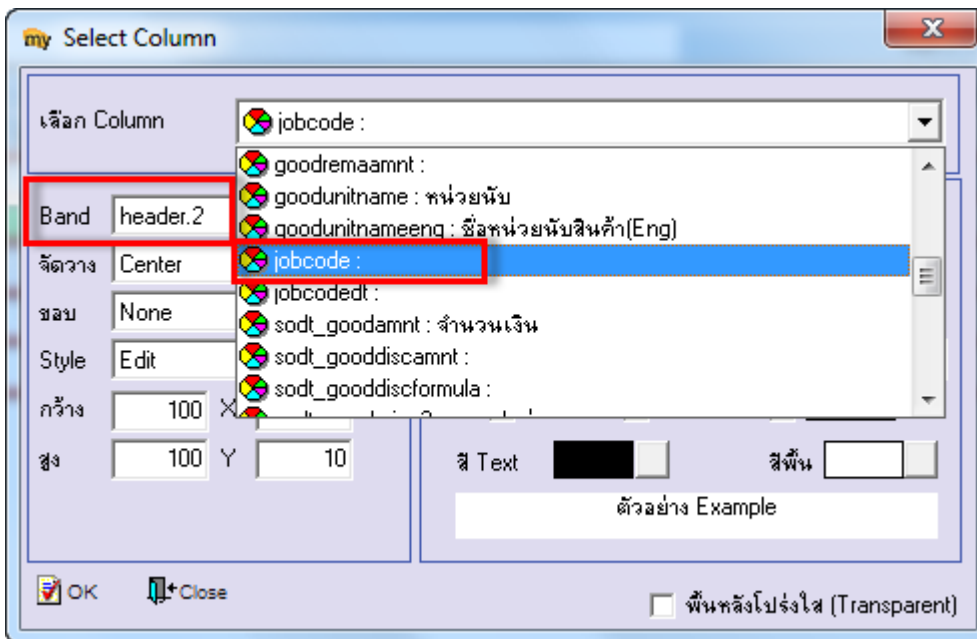 my Select Column
เลือก Column
jobcode :
goodremaamnt :
goodunitname : หน่วยนับ
goodunitnameeng : ชื่อหน่วยนับสินค้า(Eng)
jobcode :
jobcodedt :
sodt_goodamnt : จำนวนเงิน
sodt_gooddiscamnt :
sodt_gooddiscformula :
Band header.2
จัดวาง Center
ขอบ None
Style Edit
กว้าง 100 X
สูง 100 Y 10
สี Text สีพื้น
ตัวอย่าง Example
OK Close
พื้นหลังโปร่งใส (Transparent)